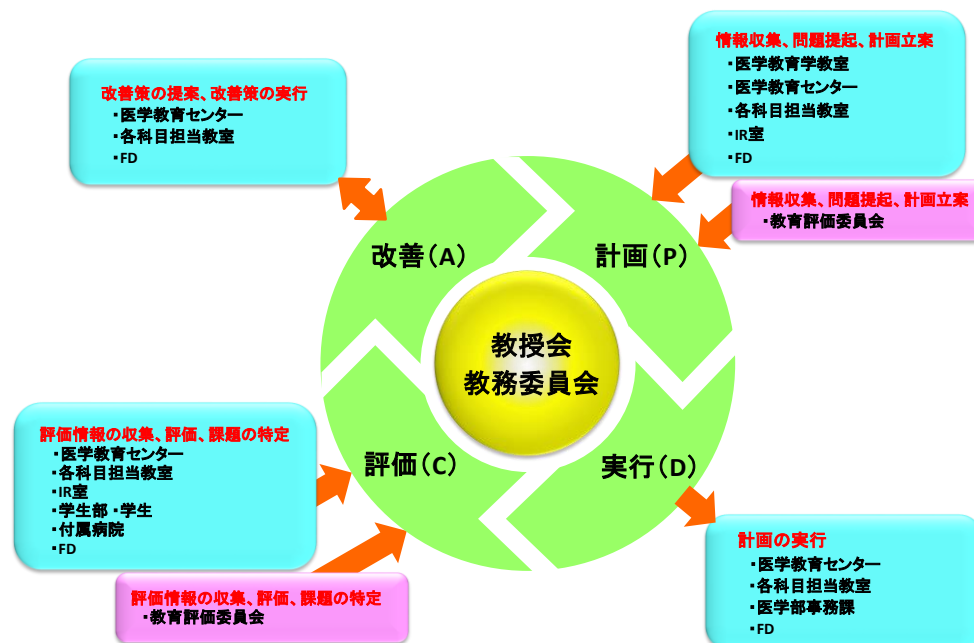 情報収集、問題提起、計画立案
・医学教育学教室
・医学教育センター
・各科目担当教室
・IR室
・FD
情報収集、問題提起、計画立案
・教育評価委員会
改善策の提案、改善策の実行
・医学教育センター
・各科目担当教室
・FD
改善（A）
計画（P）
教授会
教務委員会
評価（C）
実行（D）
評価情報の収集、評価、課題の特定
・医学教育センター
・各科目担当教室
・IR室
・学生部・学生
・付属病院
・FD
評価情報の収集、評価、課題の特定
・教育評価委員会
計画の実行
・医学教育センター
・各科目担当教室
・医学部事務課
・FD